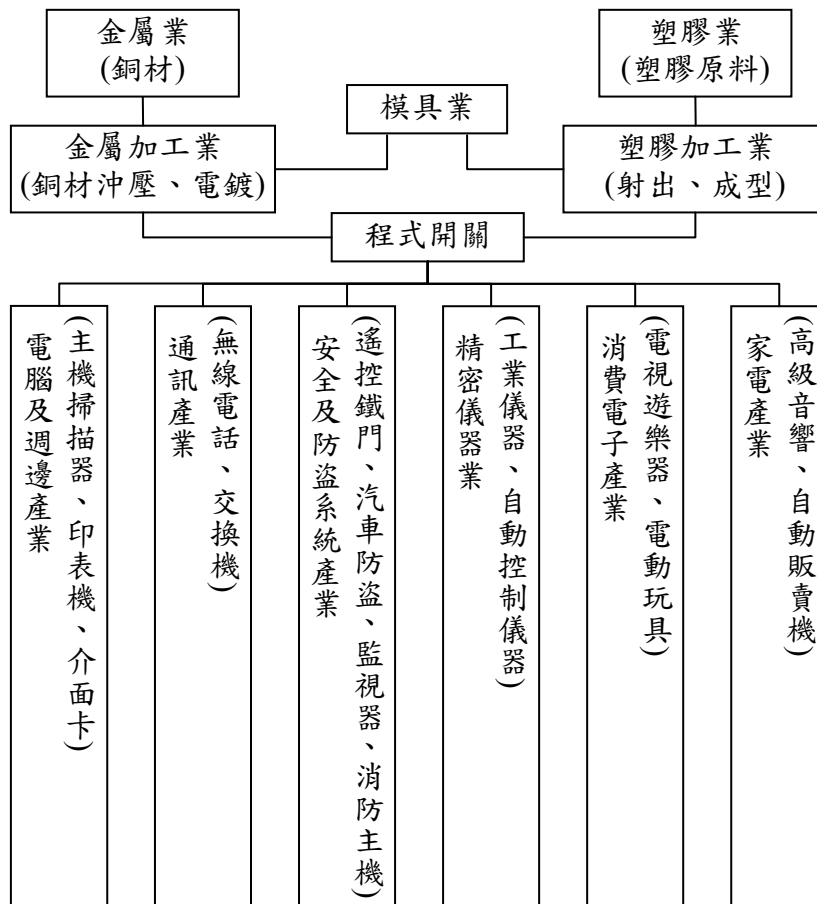 金屬業
(銅材)
塑膠業
(塑膠原料)
模具業
金屬加工業
(銅材沖壓、電鍍)
塑膠加工業
(射出、成型)
程式開關
電腦及週邊產業
(主機掃描器、印表機、介面卡)
通訊產業
(無線電話、交換機)
安全及防盜系統產業
(遙控鐵門、汽車防盜、監視器、消防主機)
精密儀器業
(工業儀器、自動控制儀器)
消費電子產業
(電視遊樂器、電動玩具)
家電產業
(高級音響、自動販賣機)